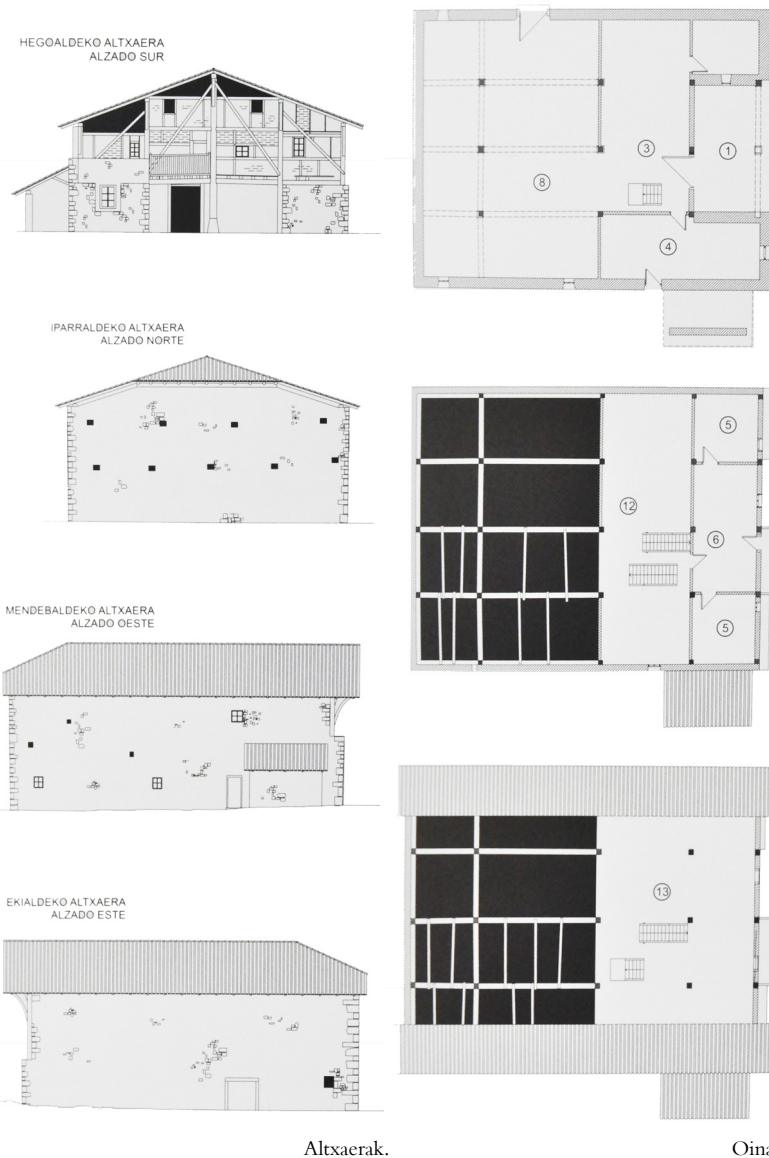 HEGOALDEKO ALTXAERA
ALZADO SUR
IPARRALDEKO ALTXAERA
ALZADO NORTE
MENDEBALDEKO ALTXAERA
ALZADO OESTE
EKIALDEKO ALTXAERA
ALZADO ESTE
3
1
8
4
5
12
6
5
13
Altxaerak.
Oina